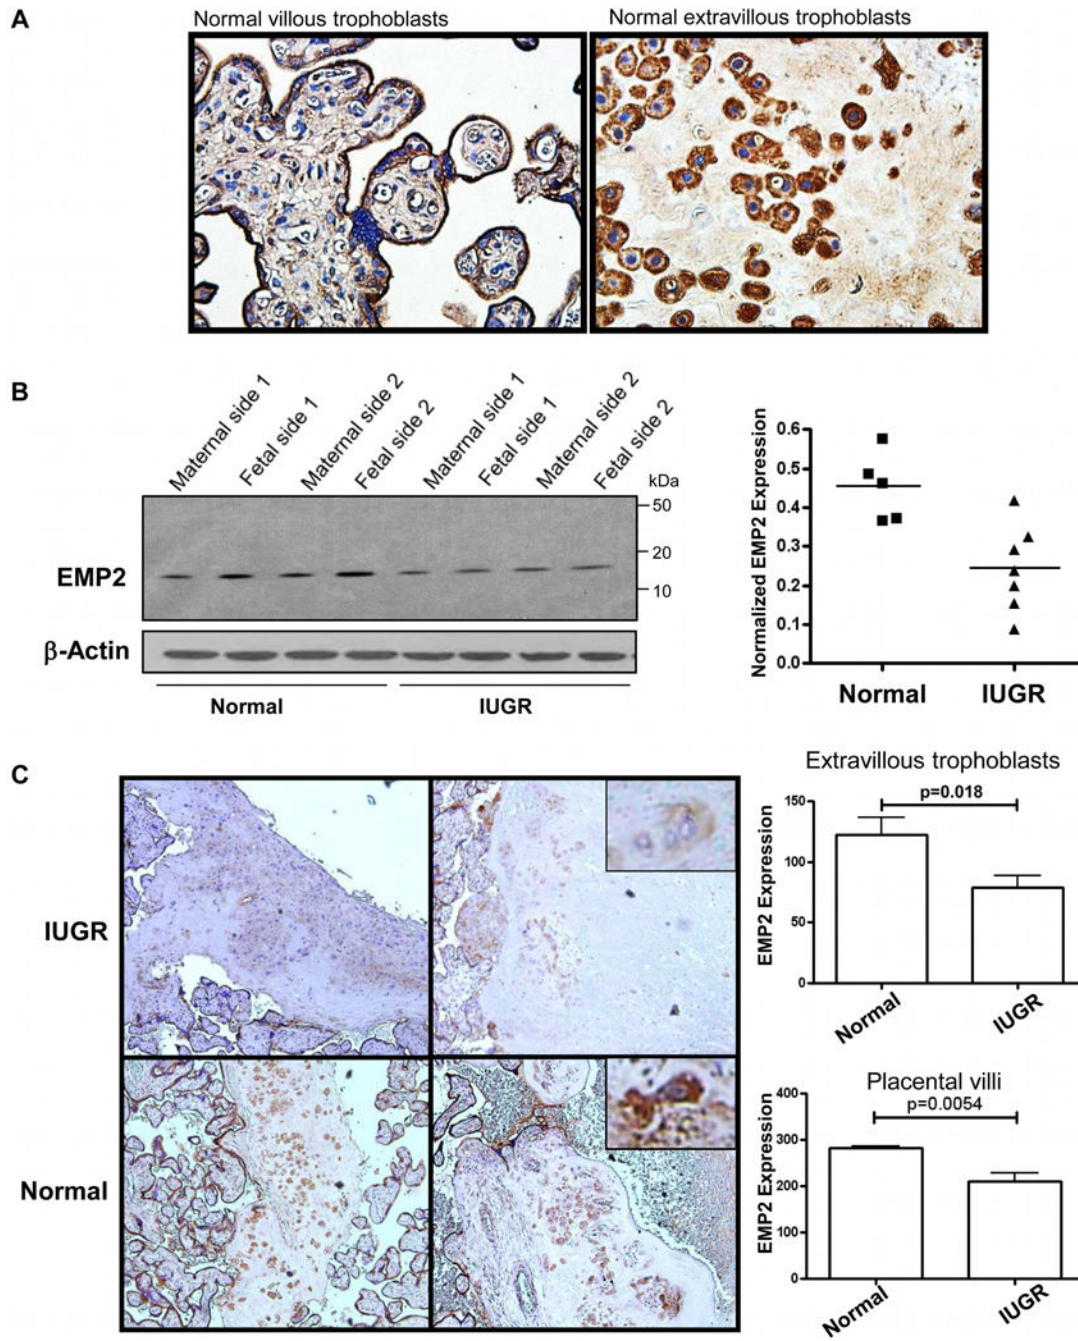 A
Normal villous trophoblasts
Normal extravillous trophoblasts
B
Maternal side 1
Fetal side 1
Maternal side 2
Fetal side 2
Maternal side 1
Fetal side 1
Maternal side 2
Fetal side 2
kDa
50
20
10
EMP2
β-Actin
Normal
IUGR
Normalized EMP2 Expression
0.6
0.5
0.4
0.3
0.2
0.1
0.0
Normal
IUGR
C
IUGR
Normal
Extravillous trophoblasts
p=0.018
EMP2 Expression
150
100
50
0
Normal
IUGR
Placental villi
p=0.0054
EMP2 Expression
400
300
200
100
0
Normal
IUGR